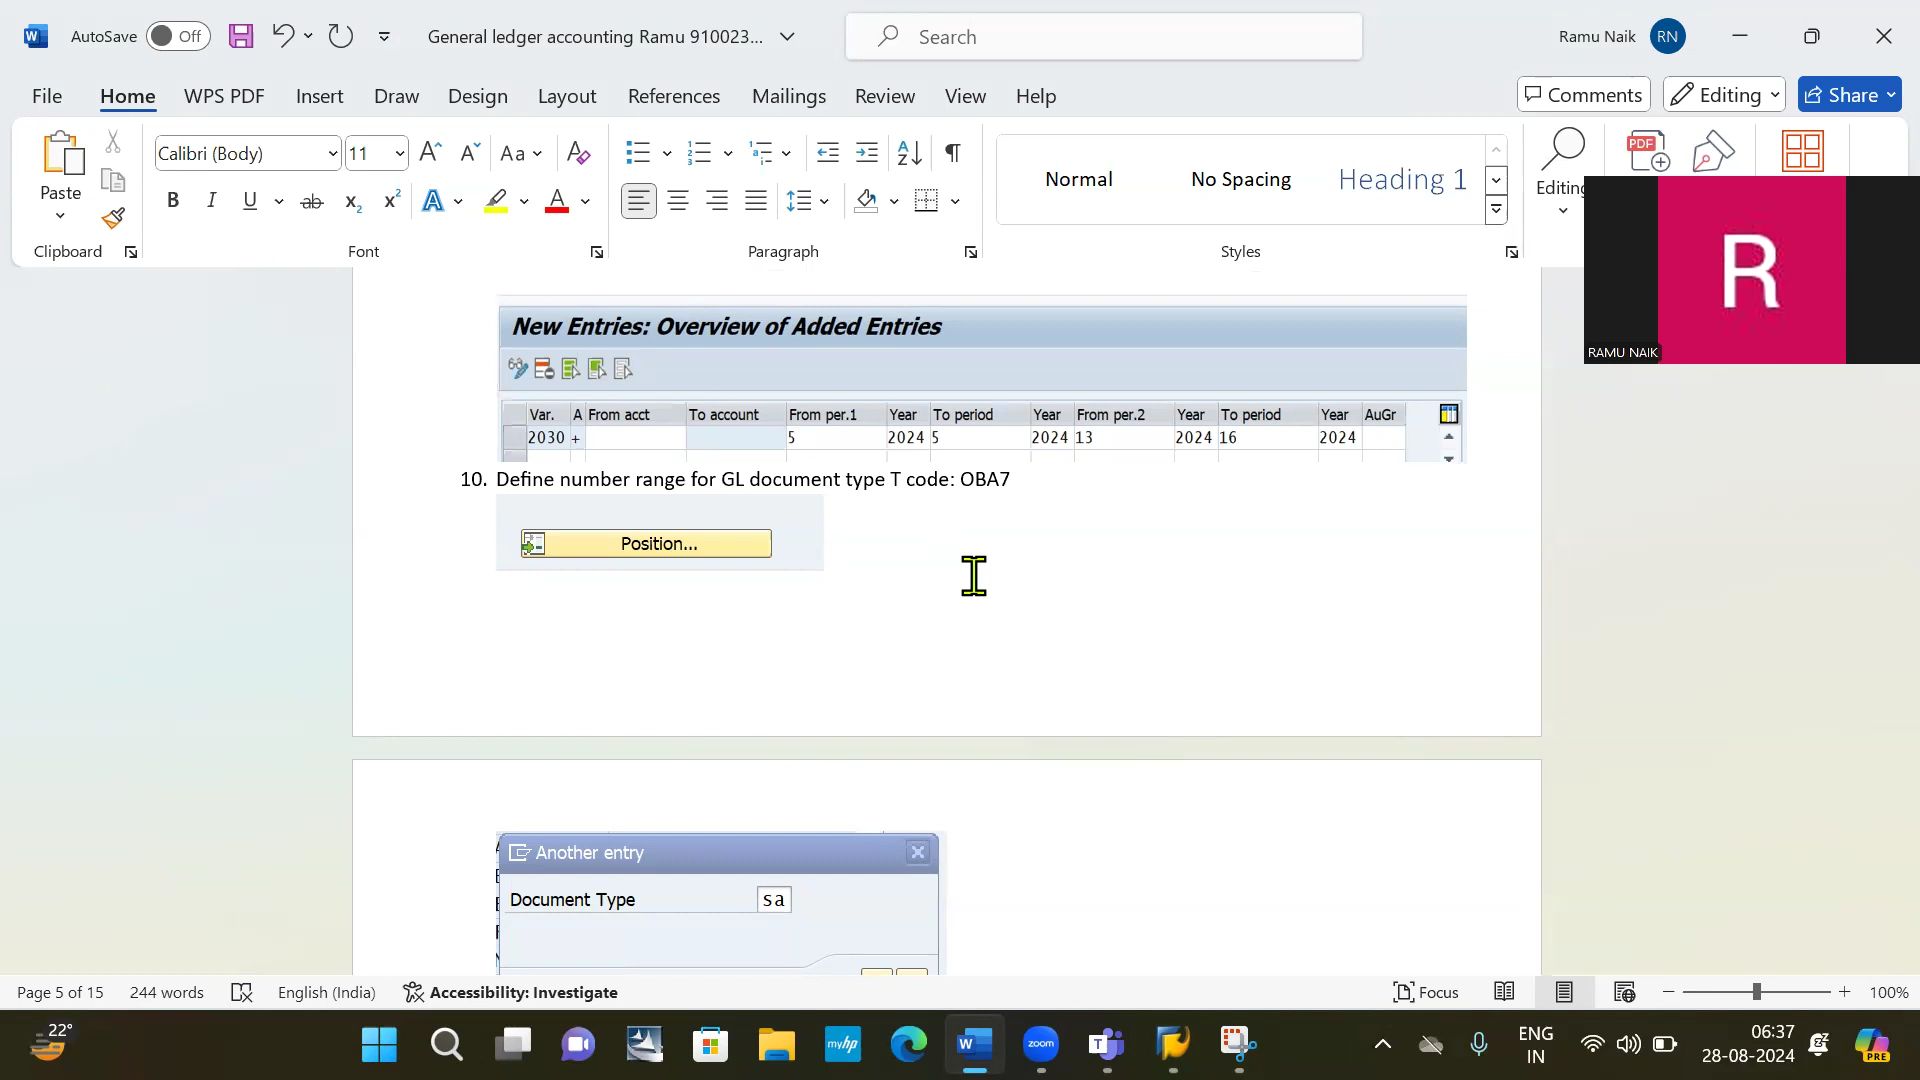 AutoSave Off General ledger accounting Ramu 910023... Search Ramu Naik RN
File Home WPS PDF Insert Draw Design Layout References Mailings Review View Help Comments Editing Share
Paste Calibri (Body) 11 Normal No Spacing Heading 1 Editing
Clipboard Font Paragraph Styles
R
RAMU NAIK
New Entries: Overview of Added Entries
Var. A From acct To account From per.1 Year To period Year From per.2 Year To period Year AuGr
2030 + 5 2024 5 2024 13 2024 16 2024
10. Define number range for GL document type T code: OBA7
Position...
Another entry
Document Type sa
Page 5 of 15 244 words English (India) Accessibility: Investigate Focus 100%
22° ENG 06:37
IN 28-08-2024
myhp zoom PRE